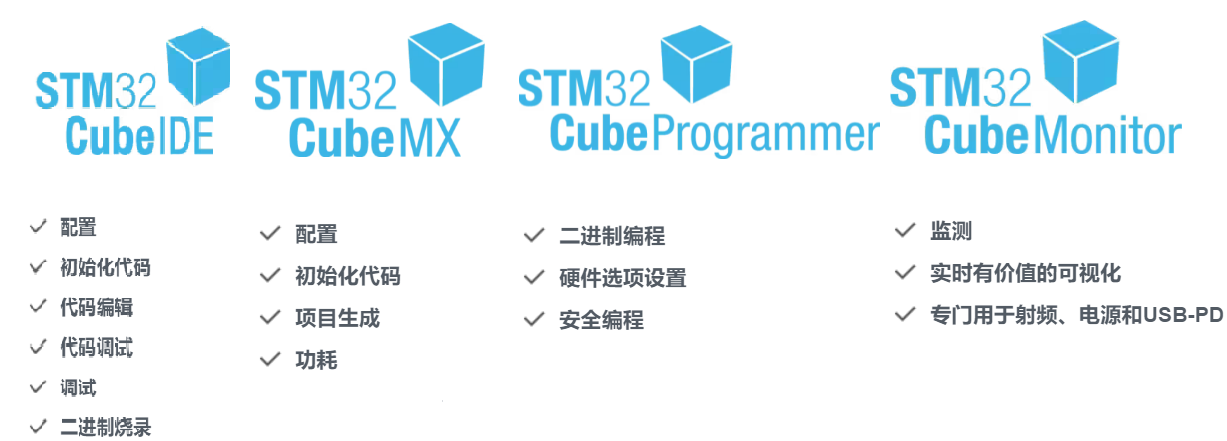 STM32
CubeIDE
配置
初始化代码
代码编辑
代码调试
调试
二进制烧录
STM32
CubeMX
配置
初始化代码
项目生成
功耗
STM32
CubeProgrammer
二进制编程
硬件选项设置
安全编程
STM32
CubeMonitor
监测
实时有价值的可视化
专门用于射频、电源和USB-PD